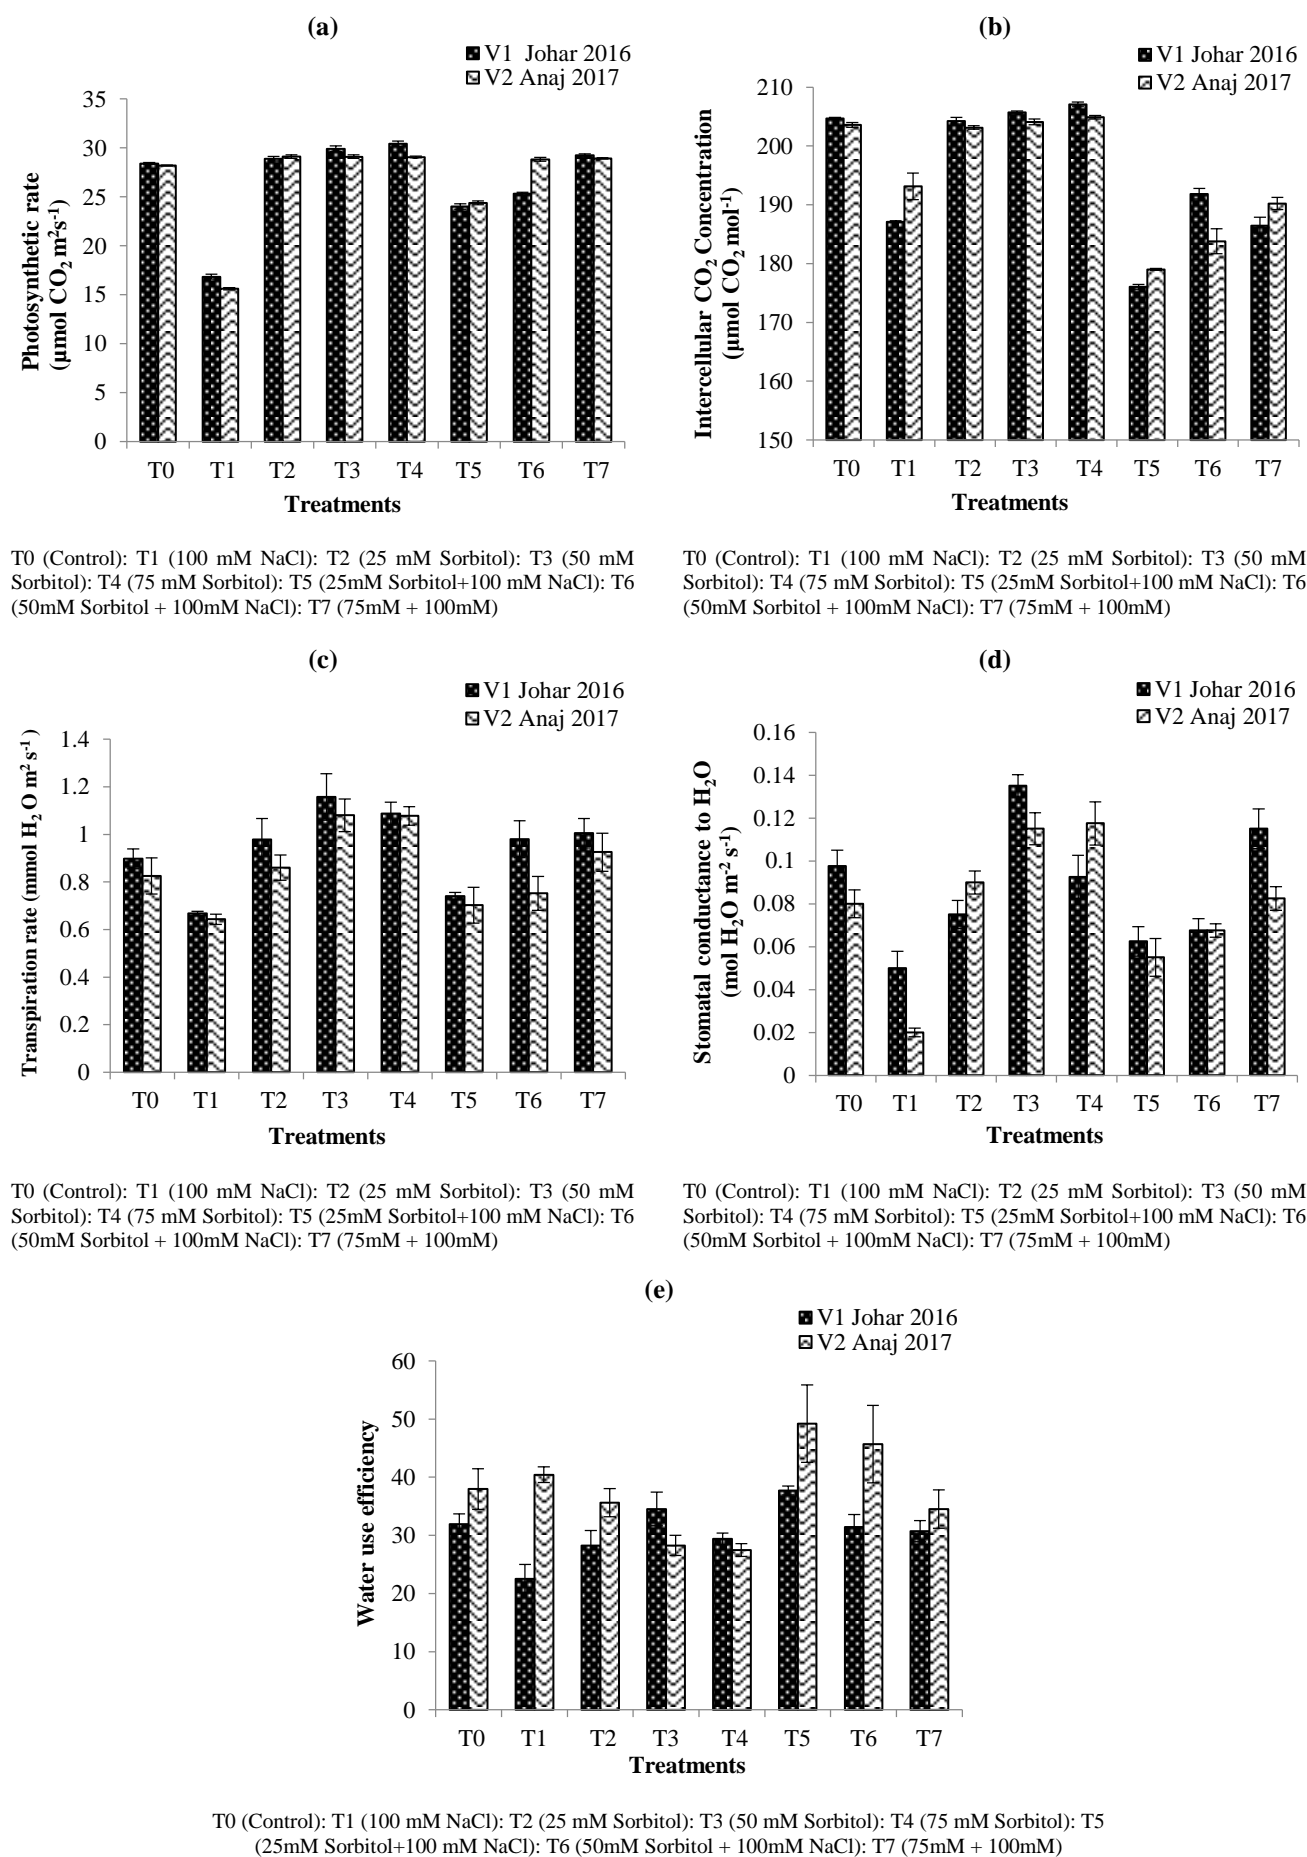 (a)
V1 Johar 2016
V2 Anaj 2017
Photosynthetic rate
(µmol CO₂ m²s⁻¹)
35
30
25
20
15
10
5
0
T0 T1 T2 T3 T4 T5 T6 T7
Treatments
T0 (Control): T1 (100 mM NaCl): T2 (25 mM Sorbitol): T3 (50 mM
Sorbitol): T4 (75 mM Sorbitol): T5 (25mM Sorbitol+100 mM NaCl): T6
(50mM Sorbitol + 100mM NaCl): T7 (75mM + 100mM)
(b)
V1 Johar 2016
V2 Anaj 2017
Intercellular CO₂ Concentration
(µmol CO₂ mol⁻¹)
210
200
190
180
170
160
150
T0 T1 T2 T3 T4 T5 T6 T7
Treatments
T0 (Control): T1 (100 mM NaCl): T2 (25 mM Sorbitol): T3 (50 mM
Sorbitol): T4 (75 mM Sorbitol): T5 (25mM Sorbitol+100 mM NaCl): T6
(50mM Sorbitol + 100mM NaCl): T7 (75mM + 100mM)
(c)
V1 Johar 2016
V2 Anaj 2017
Transpiration rate (mmol H₂O m² s⁻¹)
1.4
1.2
1
0.8
0.6
0.4
0.2
0
T0 T1 T2 T3 T4 T5 T6 T7
Treatments
T0 (Control): T1 (100 mM NaCl): T2 (25 mM Sorbitol): T3 (50 mM
Sorbitol): T4 (75 mM Sorbitol): T5 (25mM Sorbitol+100 mM NaCl): T6
(50mM Sorbitol + 100mM NaCl): T7 (75mM + 100mM)
(d)
V1 Johar 2016
V2 Anaj 2017
Stomatal conductance to H₂O
(mol H₂O m⁻² s⁻¹)
0.16
0.14
0.12
0.1
0.08
0.06
0.04
0.02
0
T0 T1 T2 T3 T4 T5 T6 T7
Treatments
T0 (Control): T1 (100 mM NaCl): T2 (25 mM Sorbitol): T3 (50 mM
Sorbitol): T4 (75 mM Sorbitol): T5 (25mM Sorbitol+100 mM NaCl): T6
(50mM Sorbitol + 100mM NaCl): T7 (75mM + 100mM)
(e)
V1 Johar 2016
V2 Anaj 2017
Water use efficiency
60
50
40
30
20
10
0
T0 T1 T2 T3 T4 T5 T6 T7
Treatments
T0 (Control): T1 (100 mM NaCl): T2 (25 mM Sorbitol): T3 (50 mM Sorbitol): T4 (75 mM Sorbitol): T5
(25mM Sorbitol+100 mM NaCl): T6 (50mM Sorbitol + 100mM NaCl): T7 (75mM + 100mM)